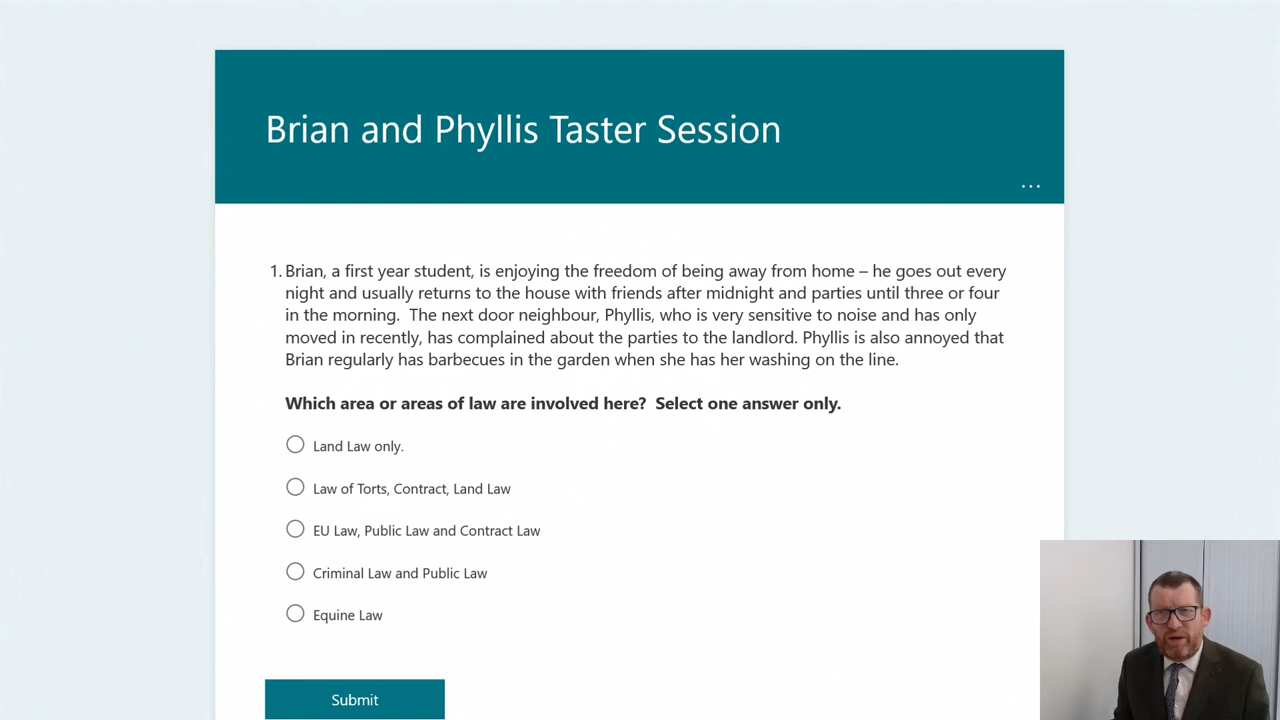 Brian and Phyllis Taster Session
...
1. Brian, a first year student, is enjoying the freedom of being away from home – he goes out every
night and usually returns to the house with friends after midnight and parties until three or four
in the morning.  The next door neighbour, Phyllis, who is very sensitive to noise and has only
moved in recently, has complained about the parties to the landlord. Phyllis is also annoyed that
Brian regularly has barbecues in the garden when she has her washing on the line.
Which area or areas of law are involved here?  Select one answer only.
Land Law only.
Law of Torts, Contract, Land Law
EU Law, Public Law and Contract Law
Criminal Law and Public Law
Equine Law
Submit